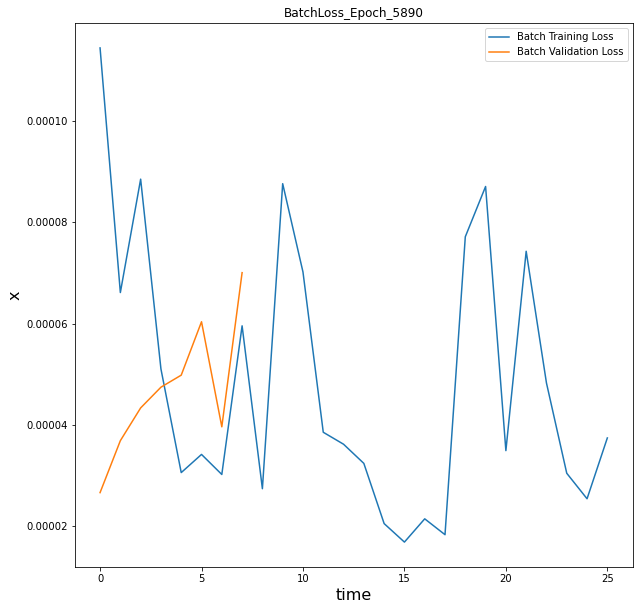 BatchLoss_Epoch_5890
Batch Training Loss
Batch Validation Loss
0.00010
0.00008
0.00006
0.00004
0.00002
x
0 5 10 15 20 25
time